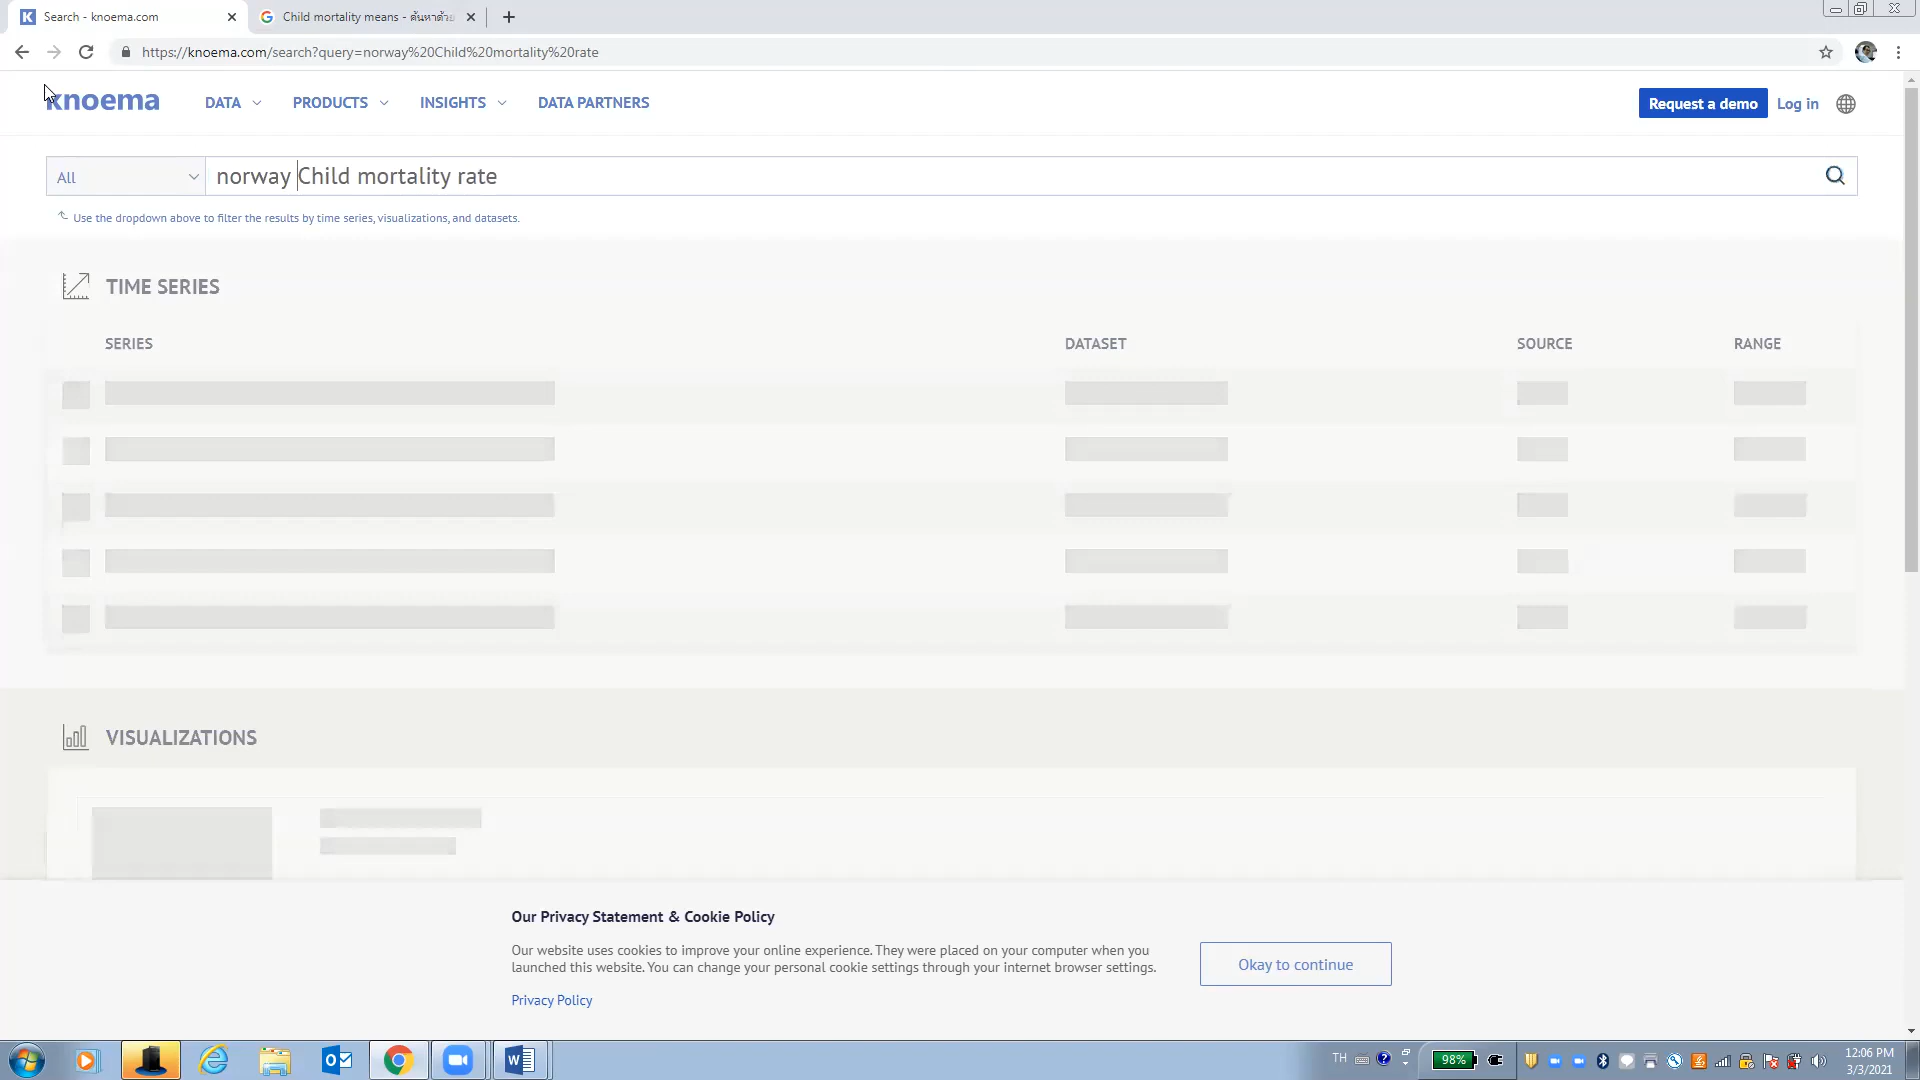 Search - knoema.com
Child mortality means - ค้นหาด้วย
https://knoema.com/search?query=norway%20Child%20mortality%20rate
knoema
DATA
PRODUCTS
INSIGHTS
DATA PARTNERS
Request a demo
Log in
All
norway Child mortality rate
Use the dropdown above to filter the results by time series, visualizations, and datasets.
TIME SERIES
SERIES
DATASET
SOURCE
RANGE
VISUALIZATIONS
Our Privacy Statement & Cookie Policy
Our website uses cookies to improve your online experience. They were placed on your computer when you
launched this website. You can change your personal cookie settings through your internet browser settings.
Okay to continue
Privacy Policy
TH
98%
12:06 PM
3/3/2021